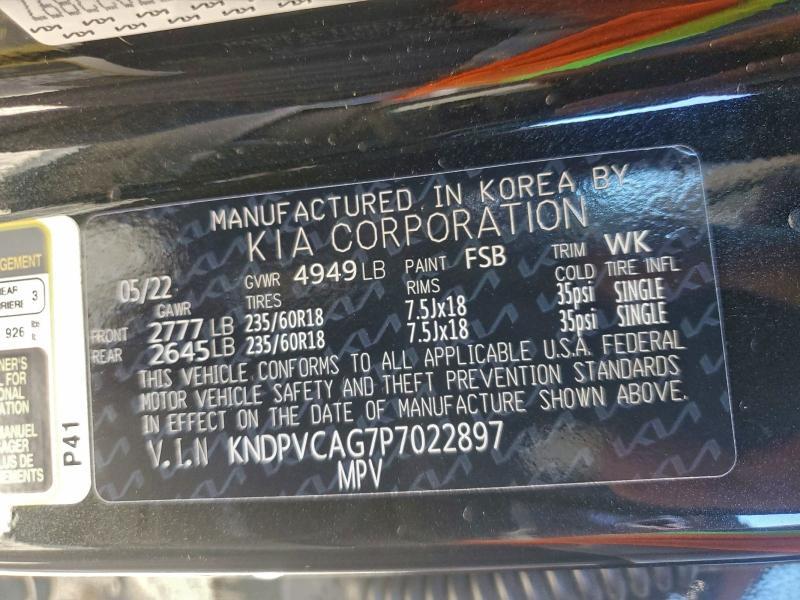 MANUFACTURED IN KOREA BY
KIA CORPORATION
05/22 GVWR 4949 LB PAINT FSB TRIM WK
GAWR TIRES RIMS COLD TIRE INFL
FRONT 2777 LB 235/60R18 7.5Jx18 35psi SINGLE
REAR 2645 LB 235/60R18 7.5Jx18 35psi SINGLE
THIS VEHICLE CONFORMS TO ALL APPLICABLE U.S.A. FEDERAL
MOTOR VEHICLE SAFETY AND THEFT PREVENTION STANDARDS
IN EFFECT ON THE DATE OF MANUFACTURE SHOWN ABOVE.
V.I.N KNDPVCAG7P7022897
MPV
P41
3
926 lbs